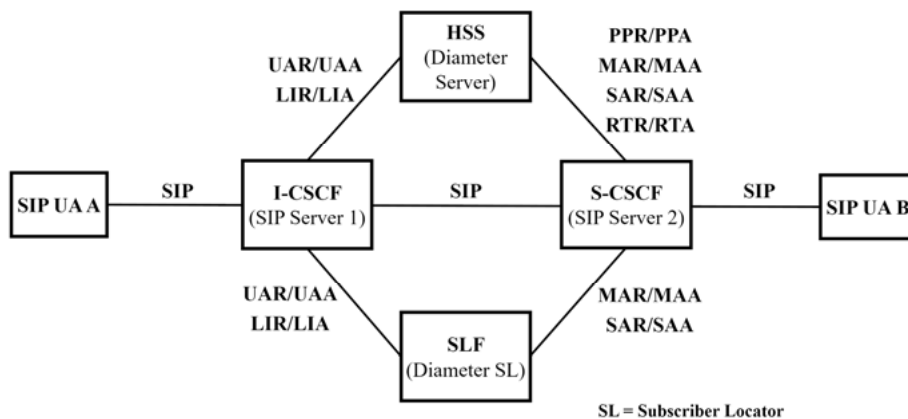 HSS
(Diameter
Server)
UAR/UAA
LIR/LIA
PPR/PPA
MAR/MAA
SAR/SAA
RTR/RTA
SIP UA A
SIP
I-CSCF
(SIP Server 1)
SIP
S-CSCF
(SIP Server 2)
SIP
SIP UA B
UAR/UAA
LIR/LIA
MAR/MAA
SAR/SAA
SLF
(Diameter SL)
SL = Subscriber Locator